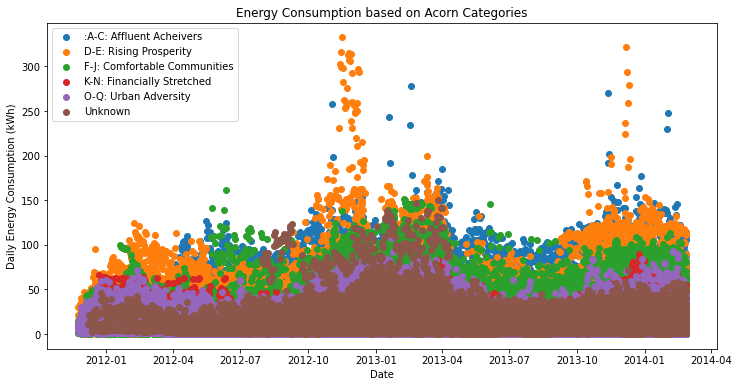 Energy Consumption based on Acorn Categories
:A-C: Affluent Acheivers
D-E: Rising Prosperity
F-J: Comfortable Communities
K-N: Financially Stretched
O-Q: Urban Adversity
Unknown
300
250
200
150
100
50
0
Daily Energy Consumption (kWh)
2012-01 2012-04 2012-07 2012-10 2013-01 2013-04 2013-07 2013-10 2014-01 2014-04
Date